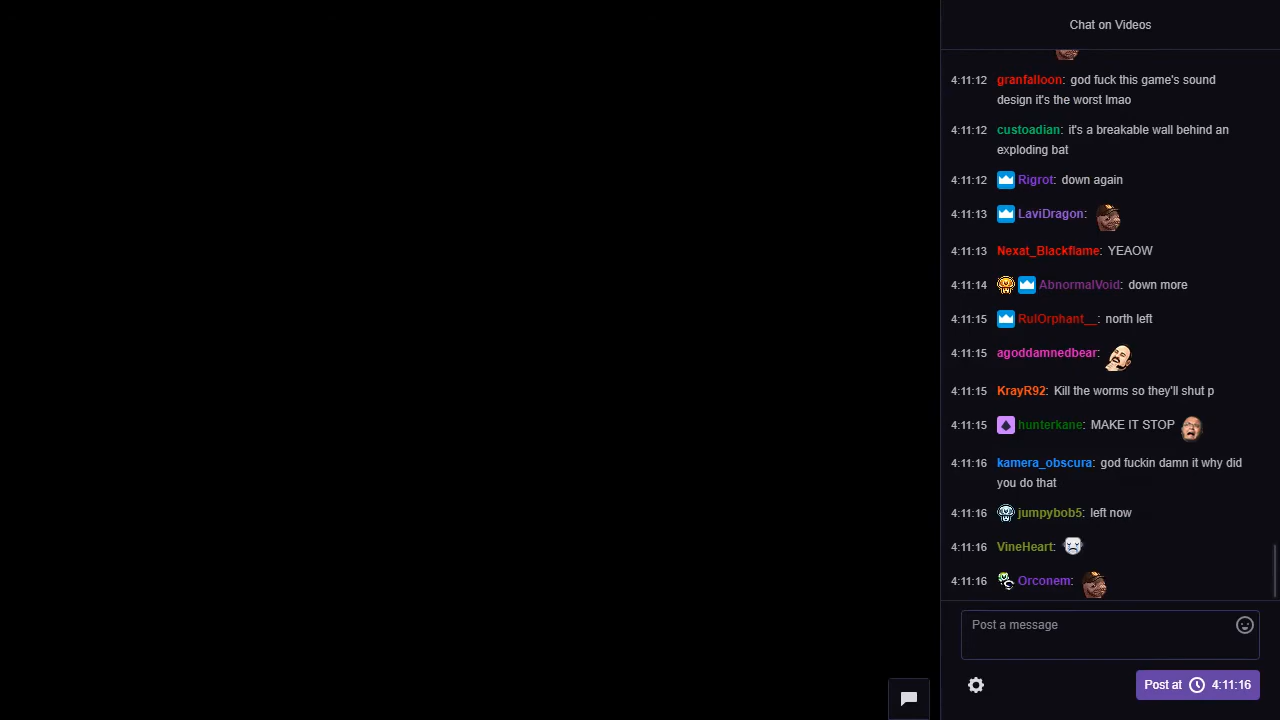 Chat on Videos
4:11:12 granfalloon: god fuck this game's sound
design it's the worst lmao
4:11:12 custoadian: it's a breakable wall behind an
exploding bat
4:11:12 Rigrot: down again
4:11:13 LaviDragon:
4:11:13 Nexat_Blackflame: YEAOW
4:11:14 AbnormalVoid: down more
4:11:15 RulOrphant__: north left
4:11:15 agoddamnedbear:
4:11:15 KrayR92: Kill the worms so they'll shut p
4:11:15 hunterkane: MAKE IT STOP
4:11:16 kamera_obscura: god fuckin damn it why did
you do that
4:11:16 jumpybob5: left now
4:11:16 VineHeart:
4:11:16 Orconem:
Post a message
Post at 4:11:16